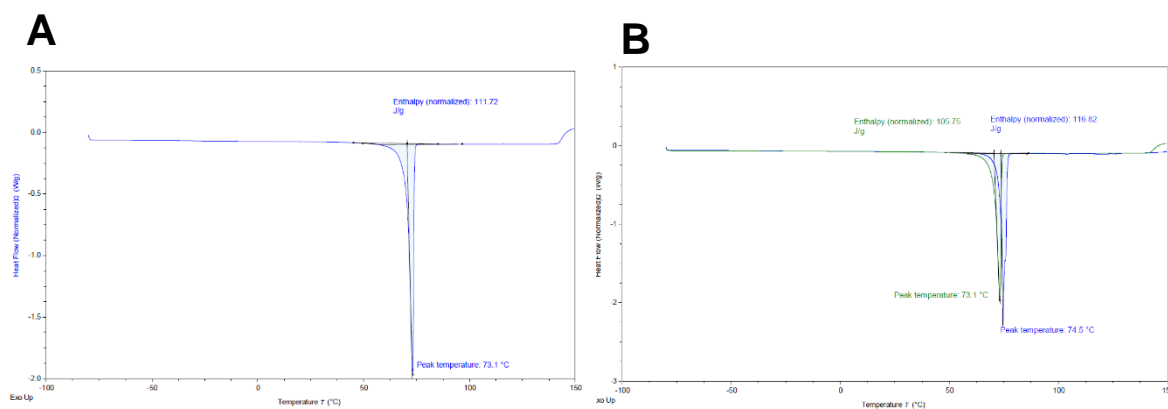 A
0.5
0.0
-0.5
-1.0
-1.5
-2.0
Heat Flow (Normalized)Q (W/g)
Enthalpy (normalized): 111.72
J/g
Peak temperature: 73.1 °C
-100
-50
0
50
100
150
Exo Up
Temperature T (°C)
B
1
0
-1
-2
-3
Heat Flow (Normalized)Q (W/g)
Enthalpy (normalized): 105.75
J/g
Enthalpy (normalized): 116.82
J/g
Peak temperature: 73.1 °C
Peak temperature: 74.5 °C
-100
-50
0
50
100
15
xo Up
Temperature T (°C)